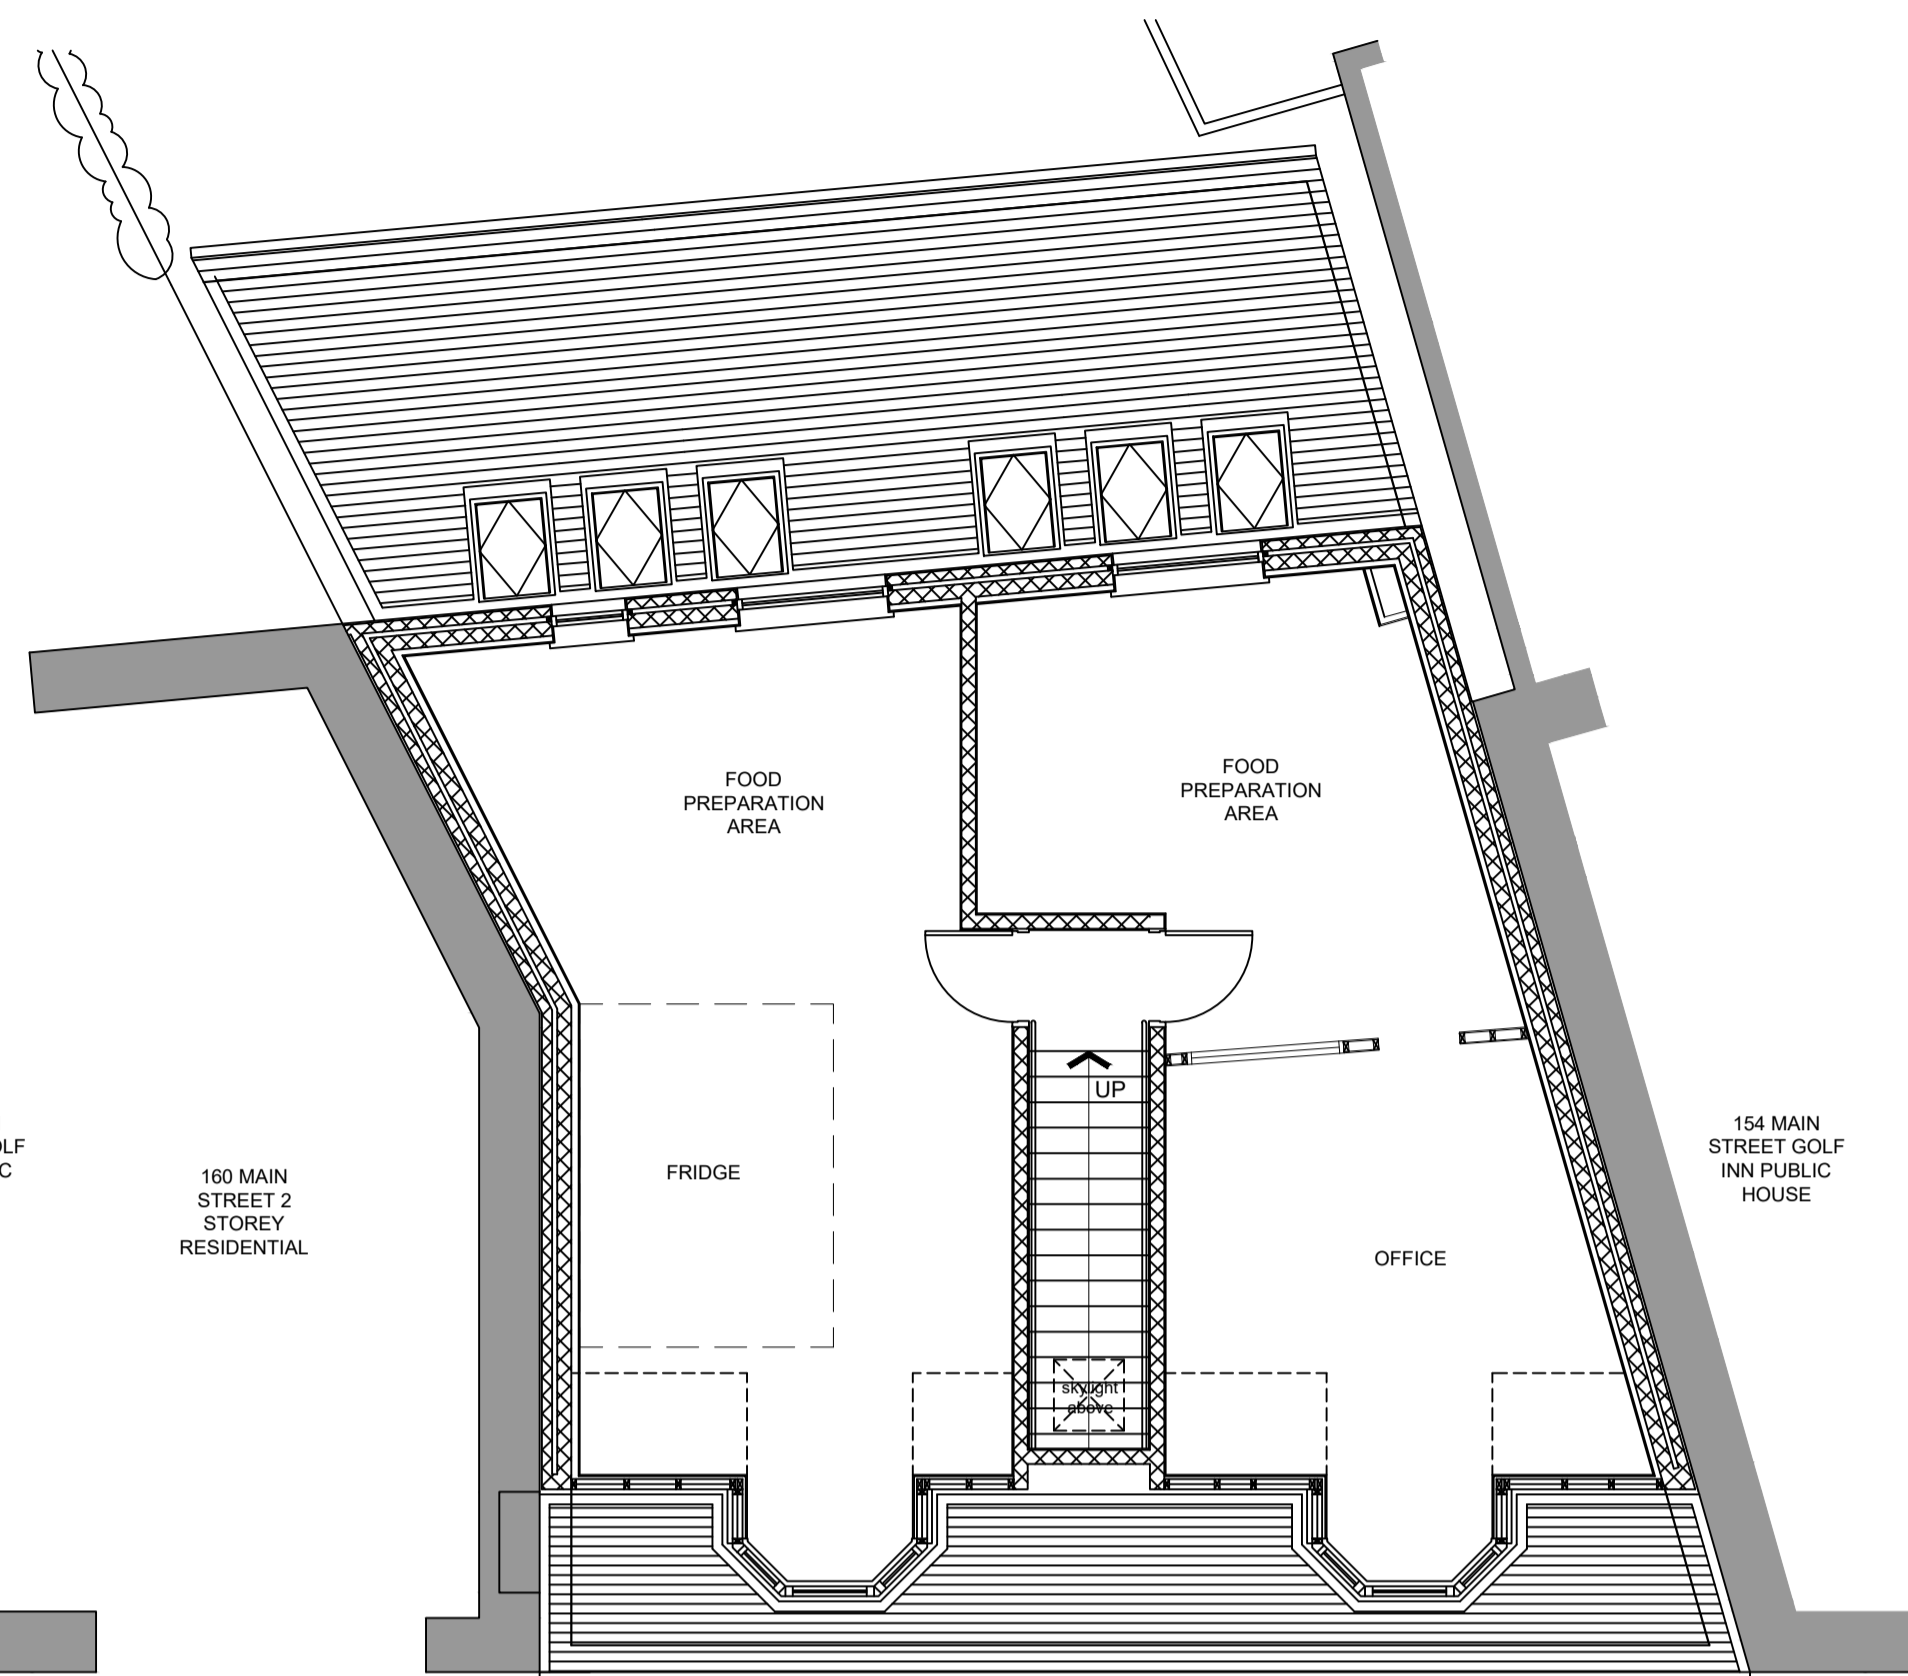 FOOD
PREPARATION
AREA
FOOD
PREPARATION
AREA
UP
FRIDGE
OFFICE
skylight
above
OLF
C
160 MAIN
STREET 2
STOREY
RESIDENTIAL
154 MAIN
STREET GOLF
INN PUBLIC
HOUSE